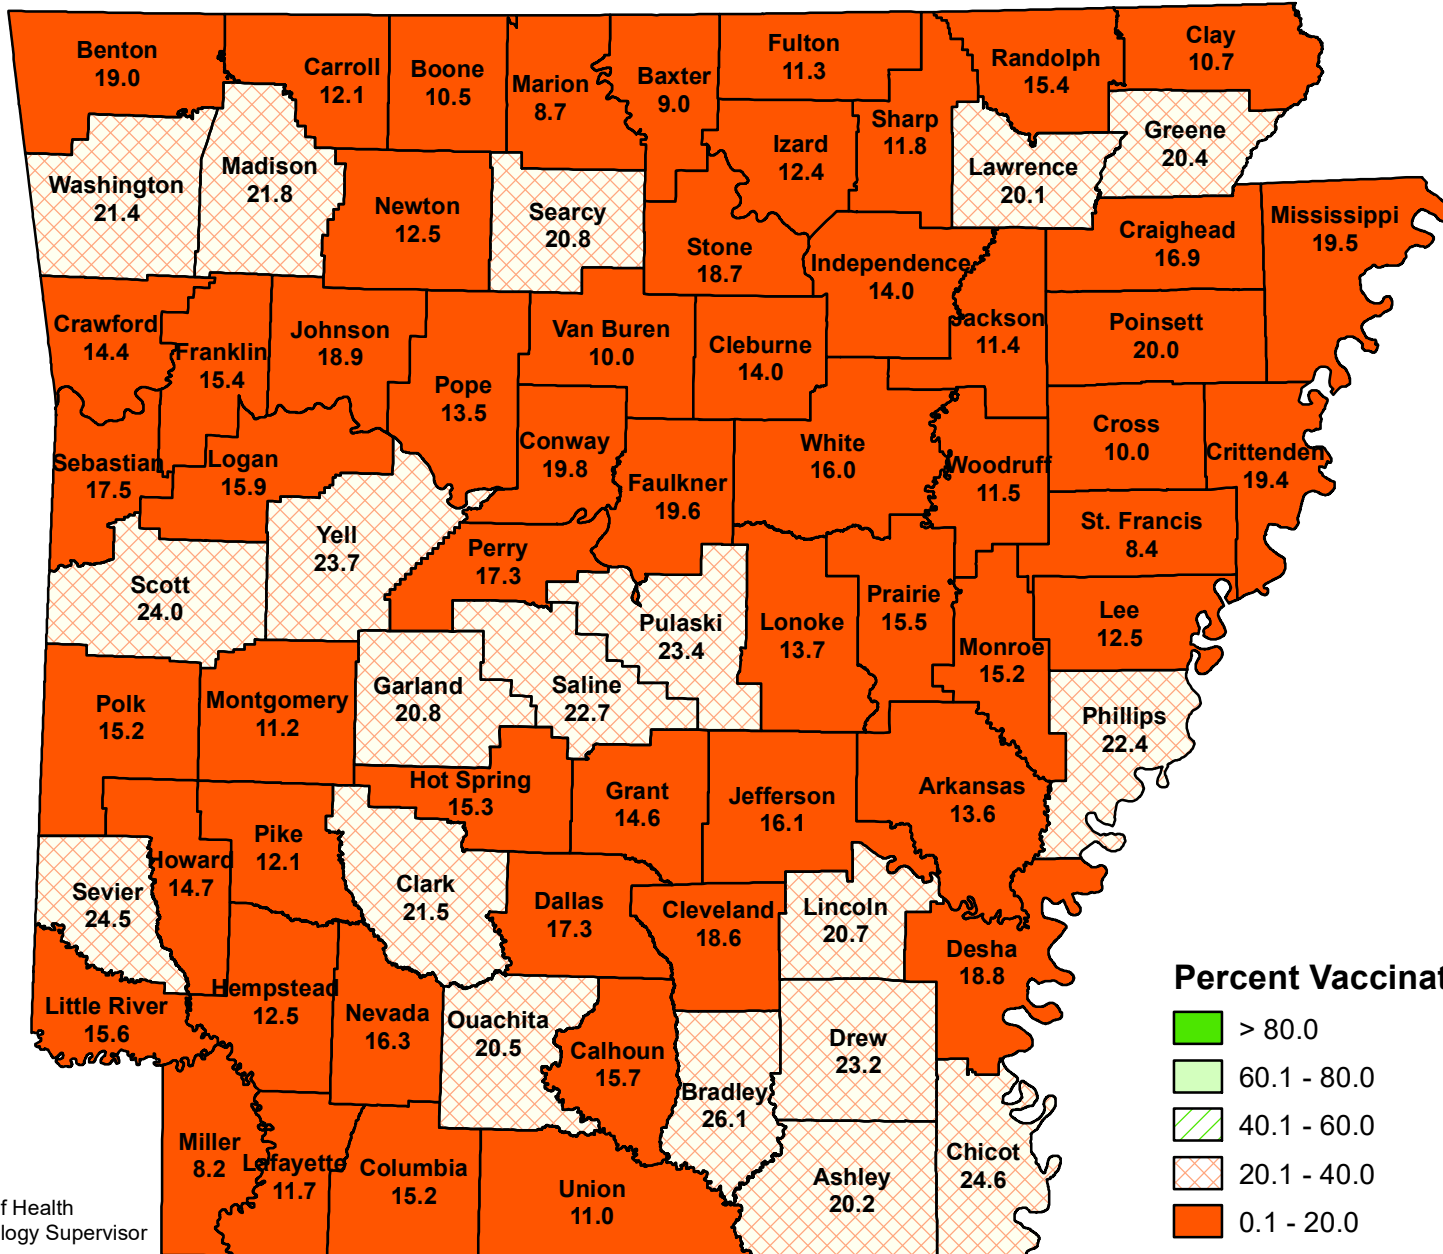 Benton
19.0
Carroll
12.1
Boone
10.5
Marion
8.7
Baxter
9.0
Fulton
11.3
Randolph
15.4
Clay
10.7
Washington
21.4
Madison
21.8
Newton
12.5
Searcy
20.8
Stone
18.7
Izard
12.4
Sharp
11.8
Lawrence
20.1
Greene
20.4
Independence
14.0
Craighead
16.9
Mississippi
19.5
Crawford
14.4
Franklin
15.4
Johnson
18.9
Pope
13.5
Van Buren
10.0
Cleburne
14.0
Jackson
11.4
Poinsett
20.0
Sebastian
17.5
Logan
15.9
Conway
19.8
Faulkner
19.6
White
16.0
Woodruff
11.5
Cross
10.0
Crittenden
19.4
St. Francis
8.4
Scott
24.0
Yell
23.7
Perry
17.3
Pulaski
23.4
Lonoke
13.7
Prairie
15.5
Monroe
15.2
Lee
12.5
Polk
15.2
Montgomery
11.2
Garland
20.8
Saline
22.7
Phillips
22.4
Hot Spring
15.3
Grant
14.6
Jefferson
16.1
Arkansas
13.6
Sevier
24.5
Howard
14.7
Pike
12.1
Clark
21.5
Dallas
17.3
Cleveland
18.6
Lincoln
20.7
Desha
18.8
Little River
15.6
Hempstead
12.5
Nevada
16.3
Ouachita
20.5
Calhoun
15.7
Bradley
26.1
Drew
23.2
Miller
8.2
Lafayette
11.7
Columbia
15.2
Union
11.0
Ashley
20.2
Chicot
24.6
Percent Vaccinat
> 80.0
60.1 - 80.0
40.1 - 60.0
20.1 - 40.0
0.1 - 20.0
f Health
logy Supervisor